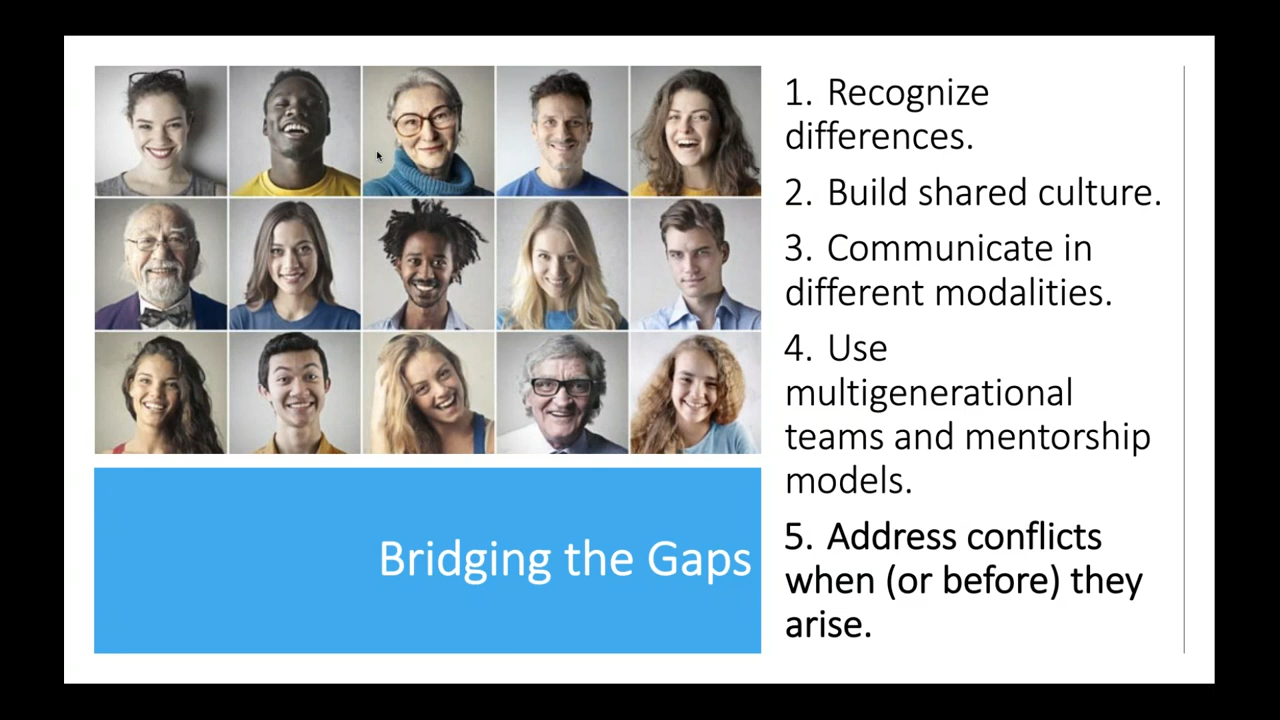 1. Recognize
differences.
2. Build shared culture.
3. Communicate in
different modalities.
4. Use
multigenerational
teams and mentorship
models.
5. Address conflicts
when (or before) they
arise.
Bridging the Gaps